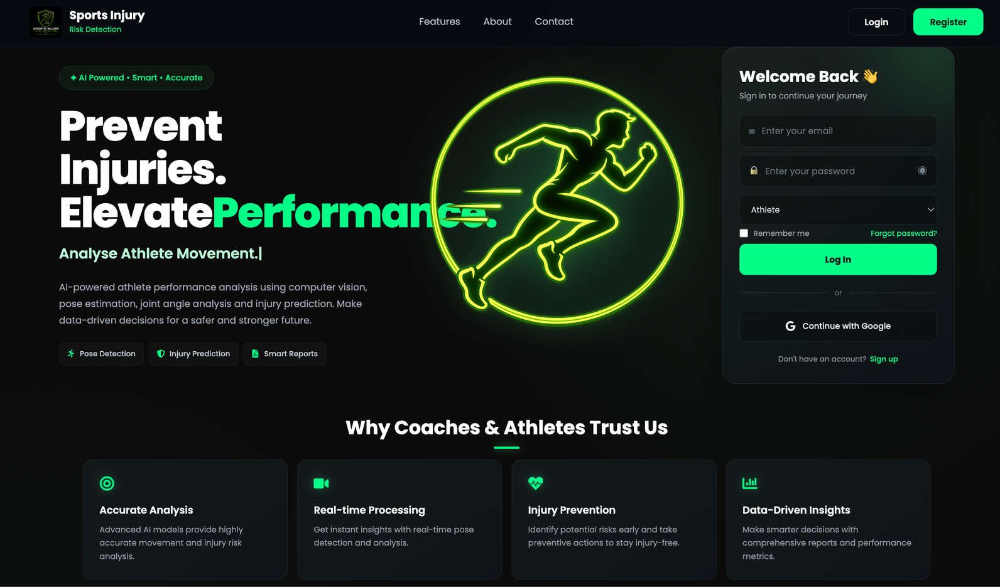 SPORTS INJURY
Sports Injury
Risk Detection
Features
About
Contact
Login
Register
✦ AI Powered • Smart • Accurate
Prevent
Injuries.
ElevatePerformance.
Analyse Athlete Movement.|
AI-powered athlete performance analysis using computer vision,
pose estimation, joint angle analysis and injury prediction. Make
data-driven decisions for a safer and stronger future.
Pose Detection
Injury Prediction
Smart Reports
Welcome Back 👋
Sign in to continue your journey
Enter your email
Enter your password
Athlete
Remember me
Forgot password?
Log In
or
Continue with Google
Don't have an account? Sign up
Why Coaches & Athletes Trust Us
Accurate Analysis
Advanced AI models provide highly
accurate movement and injury risk
analysis.
Real-time Processing
Get instant insights with real-time pose
detection and analysis.
Injury Prevention
Identify potential risks early and take
preventive actions to stay injury-free.
Data-Driven Insights
Make smarter decisions with
comprehensive reports and performance
metrics.